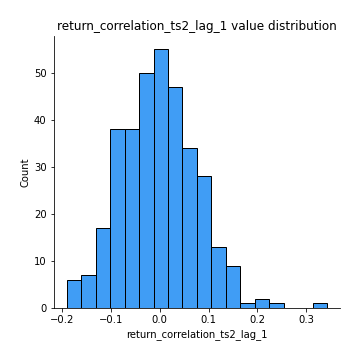 return_correlation_ts2_lag_1 value distribution
50
40
30
20
10
0
Count
−0.2 −0.1 0.0 0.1 0.2 0.3
return_correlation_ts2_lag_1